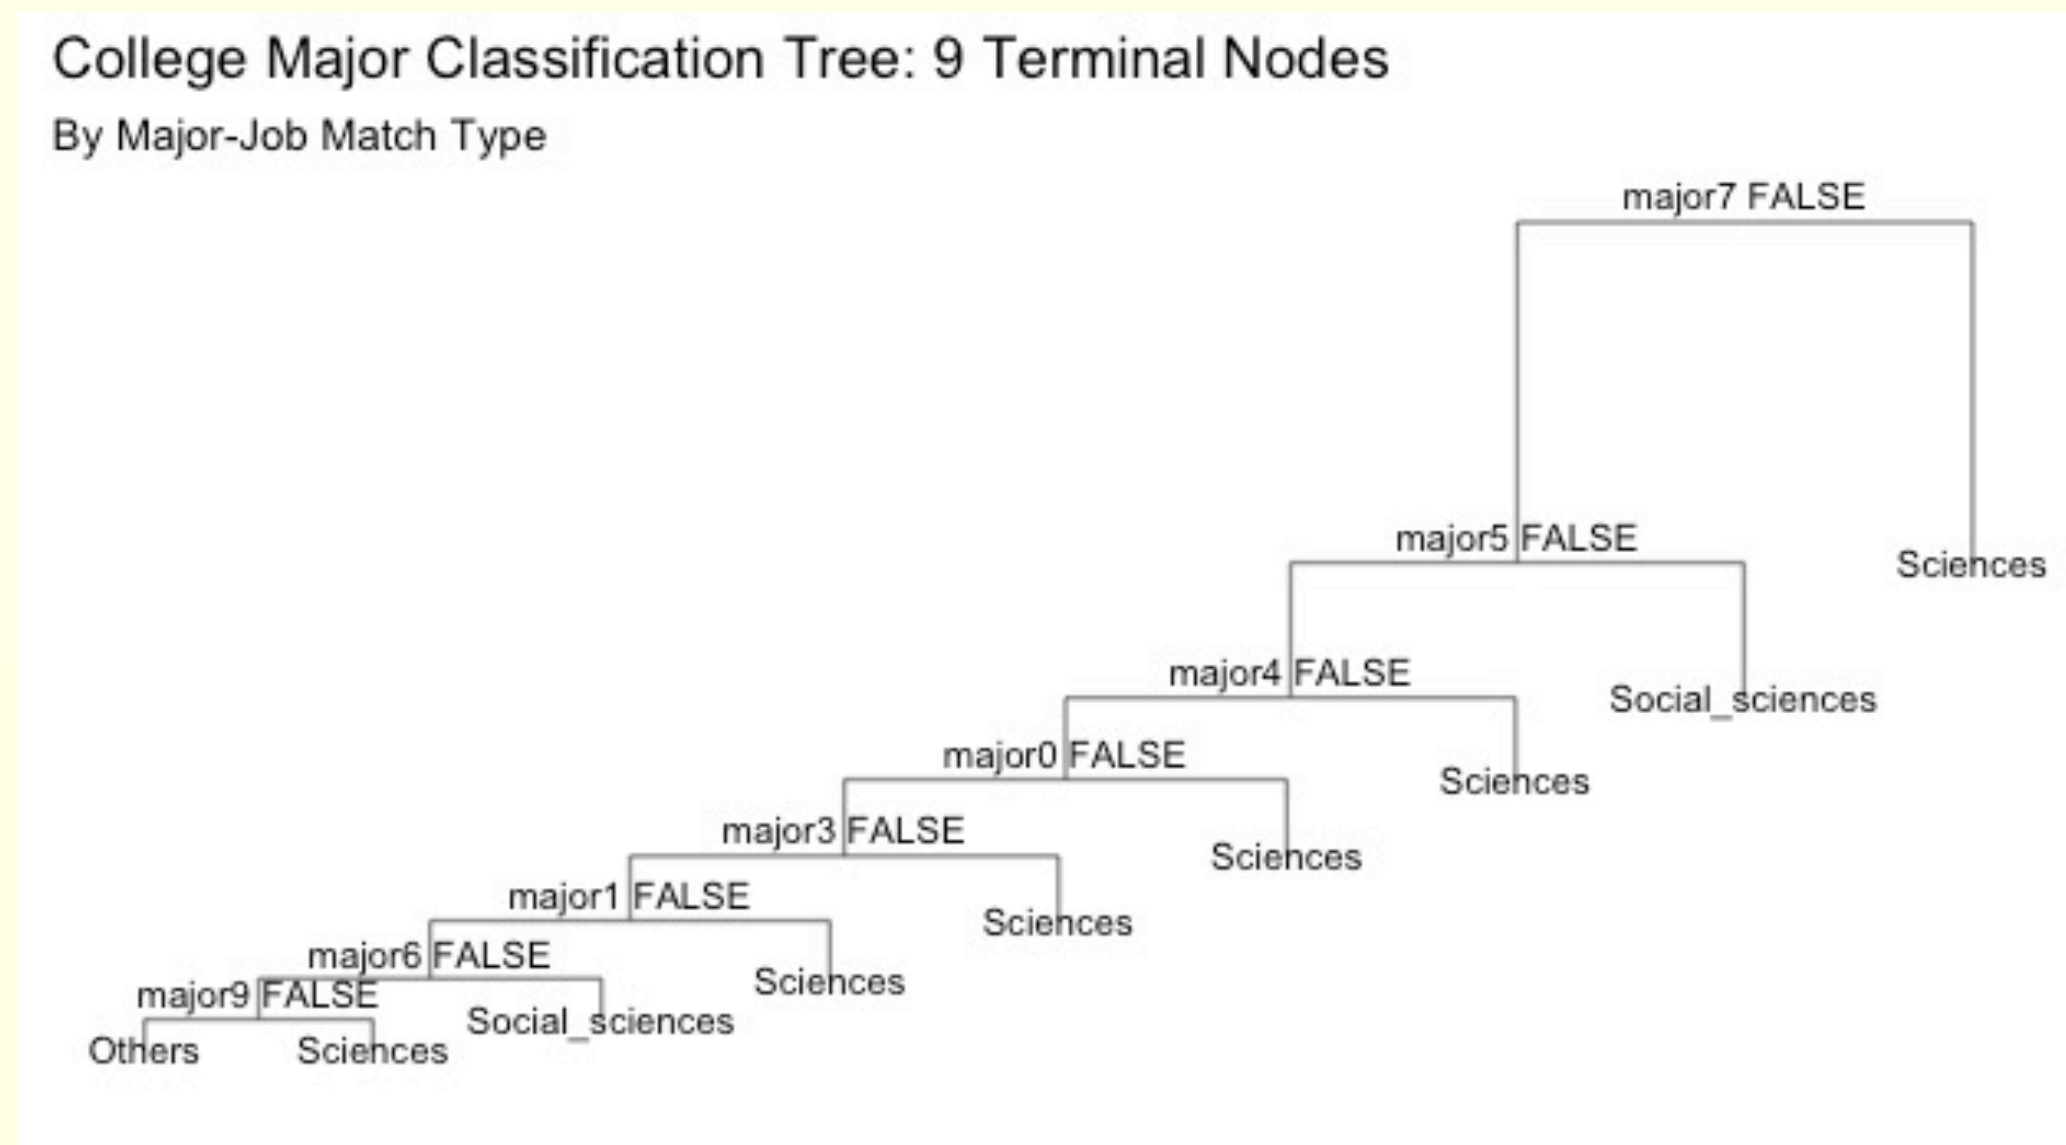 College Major Classification Tree: 9 Terminal Nodes
By Major-Job Match Type
major7 FALSE
major5 FALSE
Sciences
major4 FALSE
Social_sciences
major0 FALSE
Sciences
major3 FALSE
Sciences
major1 FALSE
Sciences
major6 FALSE
Sciences
major9 FALSE
Social_sciences
Others
Sciences